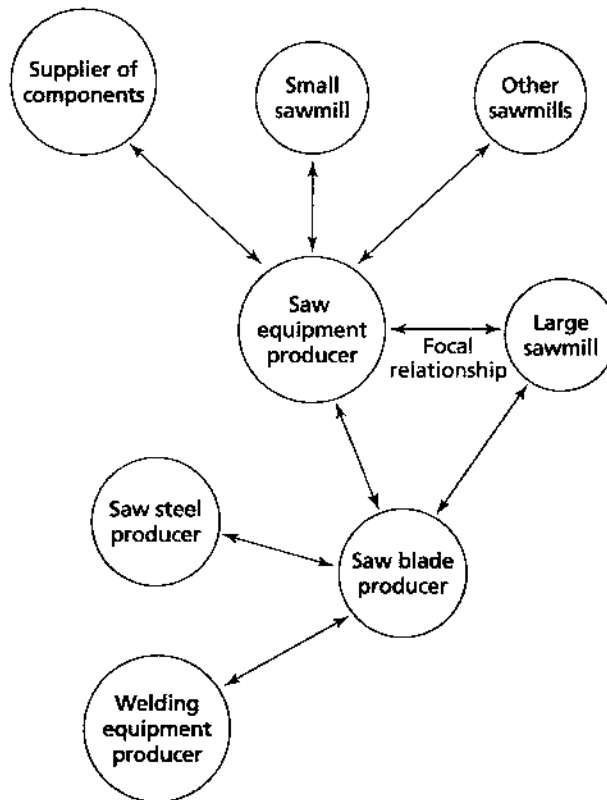 Supplier of
components
Small
sawmill
Other
sawmills
Saw
equipment
producer
Focal
relationship
Large
sawmill
Saw steel
producer
Saw blade
producer
Welding
equipment
producer